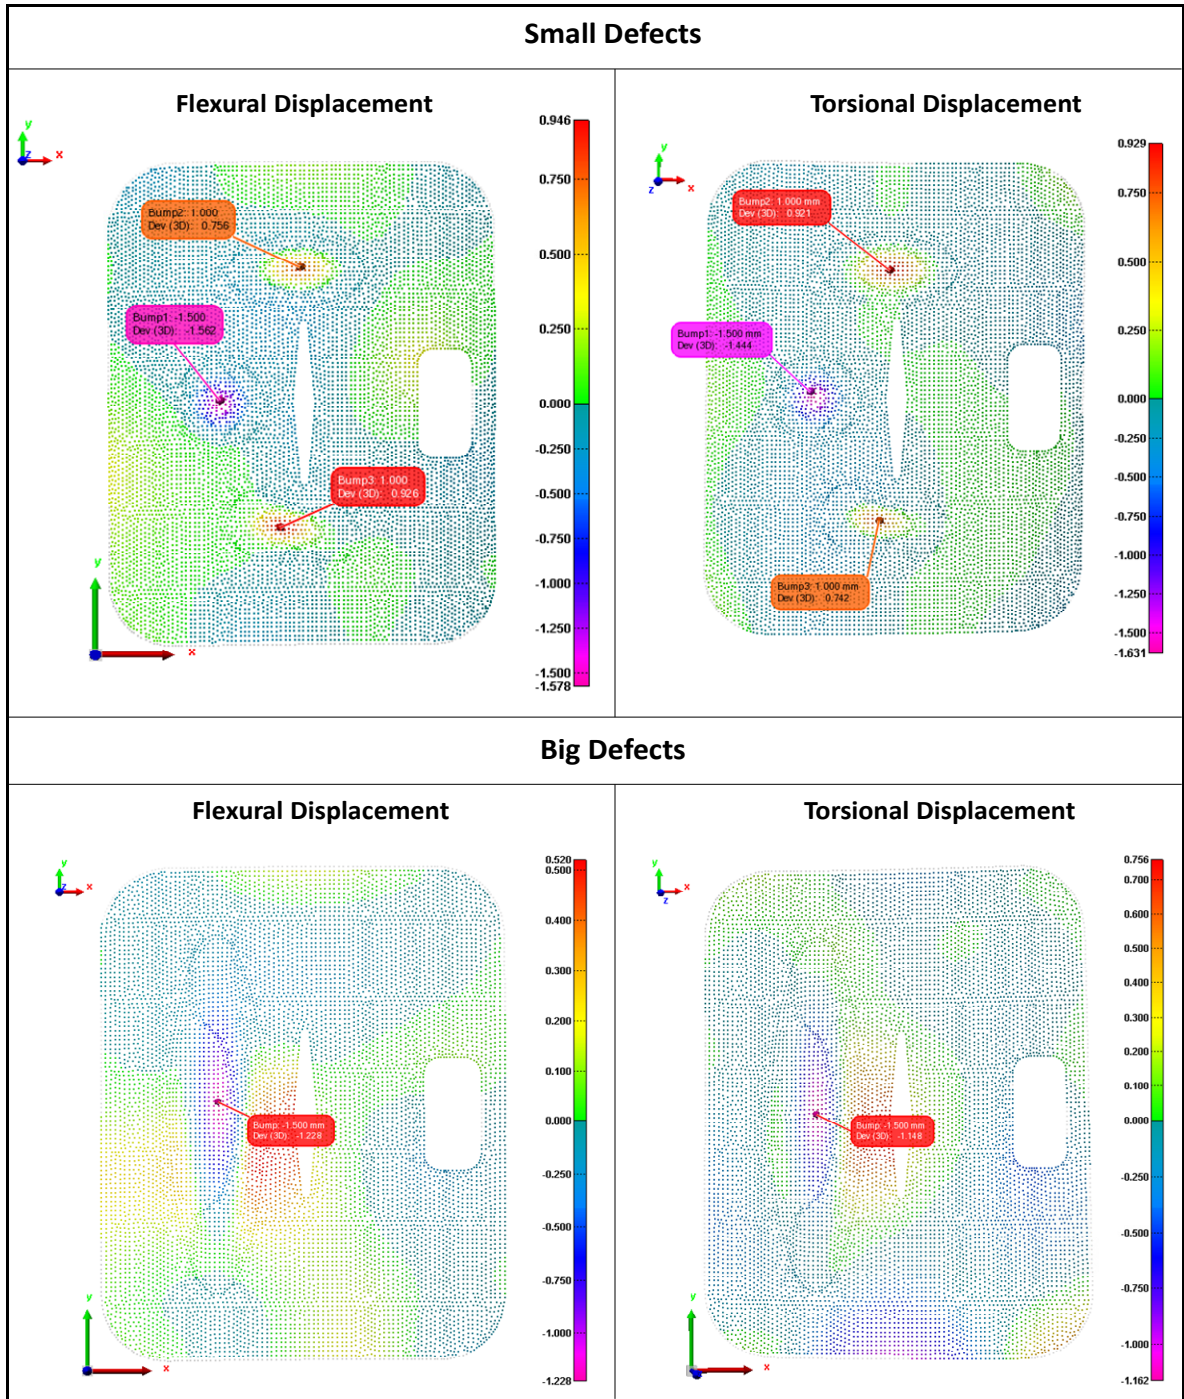 Small Defects
Flexural Displacement
y
z
x
Bump2: 1.000
Dev (3D): 0.756
Bump1: -1.500
Dev (3D): -1.562
Bump3: 1.000
Dev (3D): 0.926
y
x
0.946
0.750
0.500
0.250
0.000
-0.250
-0.500
-0.750
-1.000
-1.250
-1.500
-1.578
Torsional Displacement
y
z
x
Bump2: 1.000 mm
Dev (3D): 0.921
Bump1: -1.500 mm
Dev (3D): -1.444
Bump3: 1.000 mm
Dev (3D): 0.742
0.929
0.750
0.500
0.250
0.000
-0.250
-0.500
-0.750
-1.000
-1.250
-1.500
-1.631
Big Defects
Flexural Displacement
y
z
x
Bump: -1.500 mm
Dev (3D): -1.228
y
x
0.520
0.500
0.400
0.300
0.200
0.100
0.000
-0.250
-0.500
-0.750
-1.000
-1.228
Torsional Displacement
y
z
x
Bump: -1.500 mm
Dev (3D): -1.148
y
x
0.756
0.700
0.600
0.500
0.400
0.300
0.200
0.100
0.000
-0.250
-0.500
-0.750
-1.000
-1.162